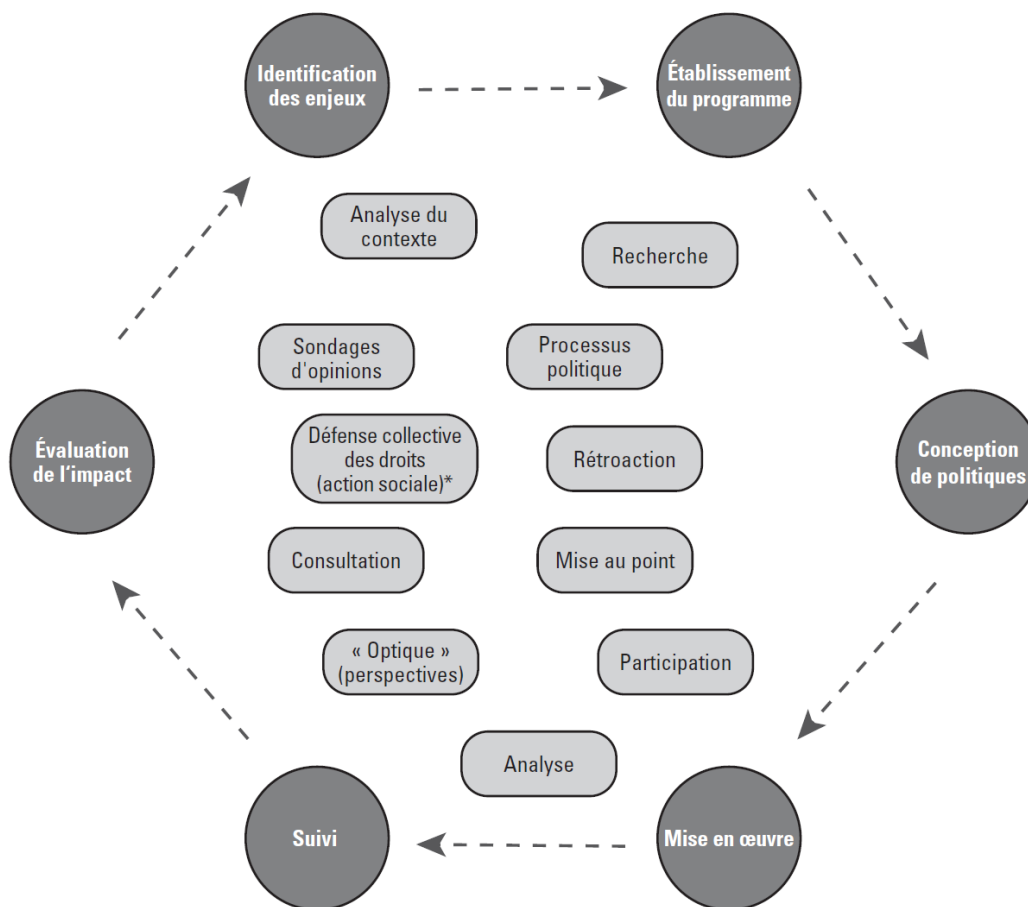 Identification
des enjeux
Établissement
du programme
Analyse du
contexte
Recherche
Sondages
d'opinions
Processus
politique
Évaluation
de l‘impact
Défense collective
des droits
(action sociale)*
Rétroaction
Conception
de politiques
Consultation
Mise au point
« Optique »
(perspectives)
Participation
Analyse
Suivi
Mise en œuvre